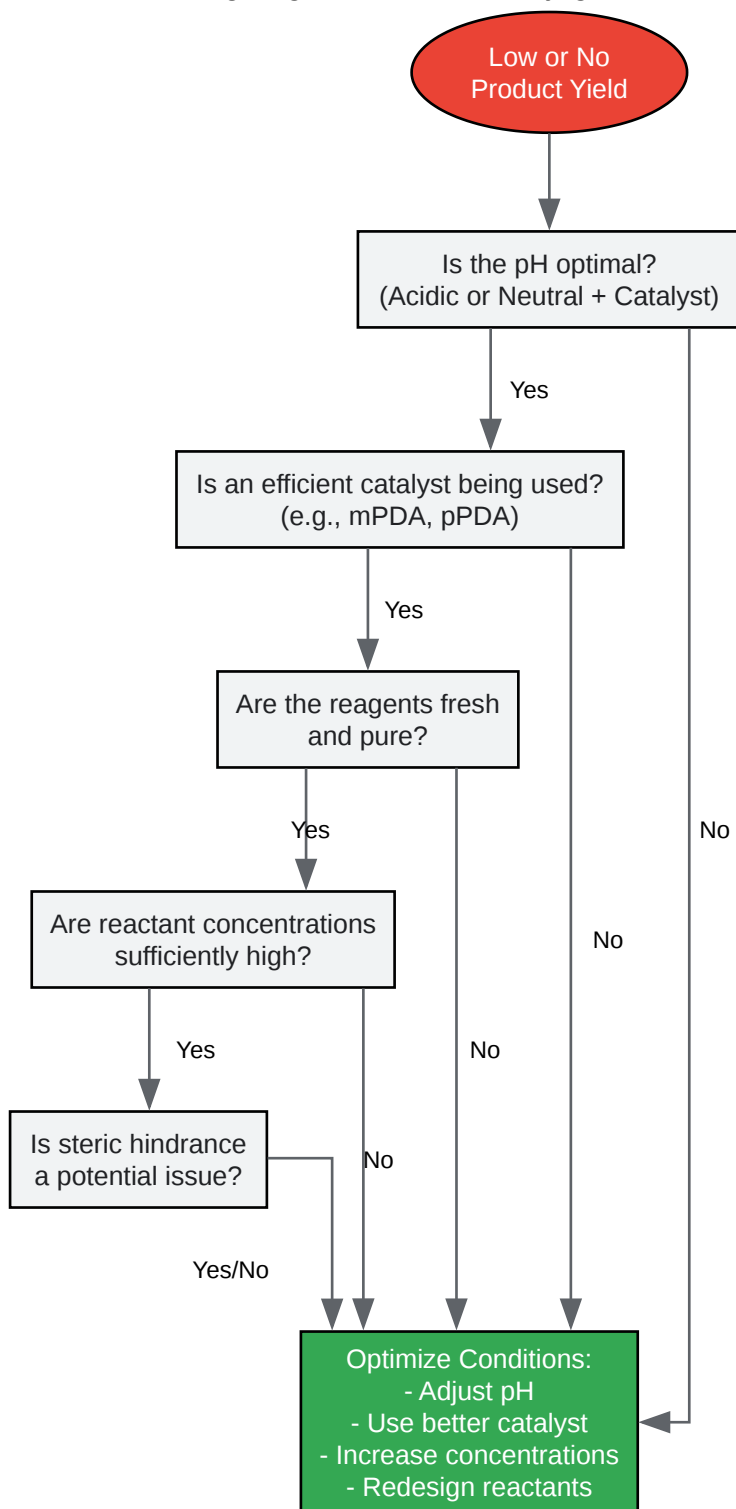 Low or No
Product Yield
Is the pH optimal?
(Acidic or Neutral + Catalyst)
Yes
Is an efficient catalyst being used?
(e.g., mPDA, pPDA)
Yes
Are the reagents fresh
and pure?
Yes
No
Are reactant concentrations
sufficiently high?
No
Yes
No
Is steric hindrance
a potential issue?
No
Yes/No
Optimize Conditions:
- Adjust pH
- Use better catalyst
- Increase concentrations
- Redesign reactants